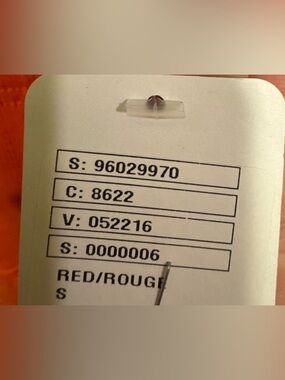 S: 96029970
C: 8622
V: 052216
S: 0000006
RED/ROUGE
S